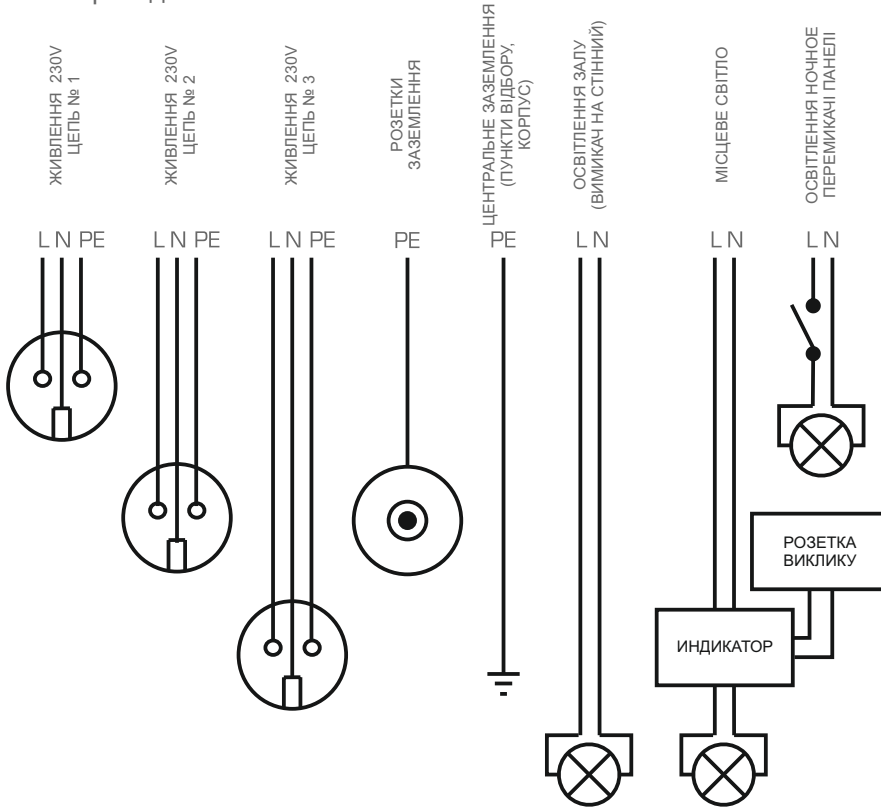 ЖИВЛЕННЯ 230V
ЦЕПЬ № 1
ЖИВЛЕННЯ 230V
ЦЕПЬ № 2
ЖИВЛЕННЯ 230V
ЦЕПЬ № 3
РОЗЕТКИ
ЗАЗЕМЛЕННЯ
ЦЕНТРАЛЬНЕ ЗАЗЕМЛЕННЯ
(ПУНКТИ ВІДБОРУ,
КОРПУС)
ОСВІТЛЕННЯ ЗАЛУ
(ВИМИКАЧ НА СТІННИЙ)
МІСЦЕВЕ СВІТЛО
ОСВІТЛЕННЯ НОЧНОЕ
ПЕРЕМИКАЧІ ПАНЕЛІ
L N PE
L N PE
L N PE
PE
PE
L N
L N
L N
РОЗЕТКА
ВИКЛИКУ
ИНДИКАТОР